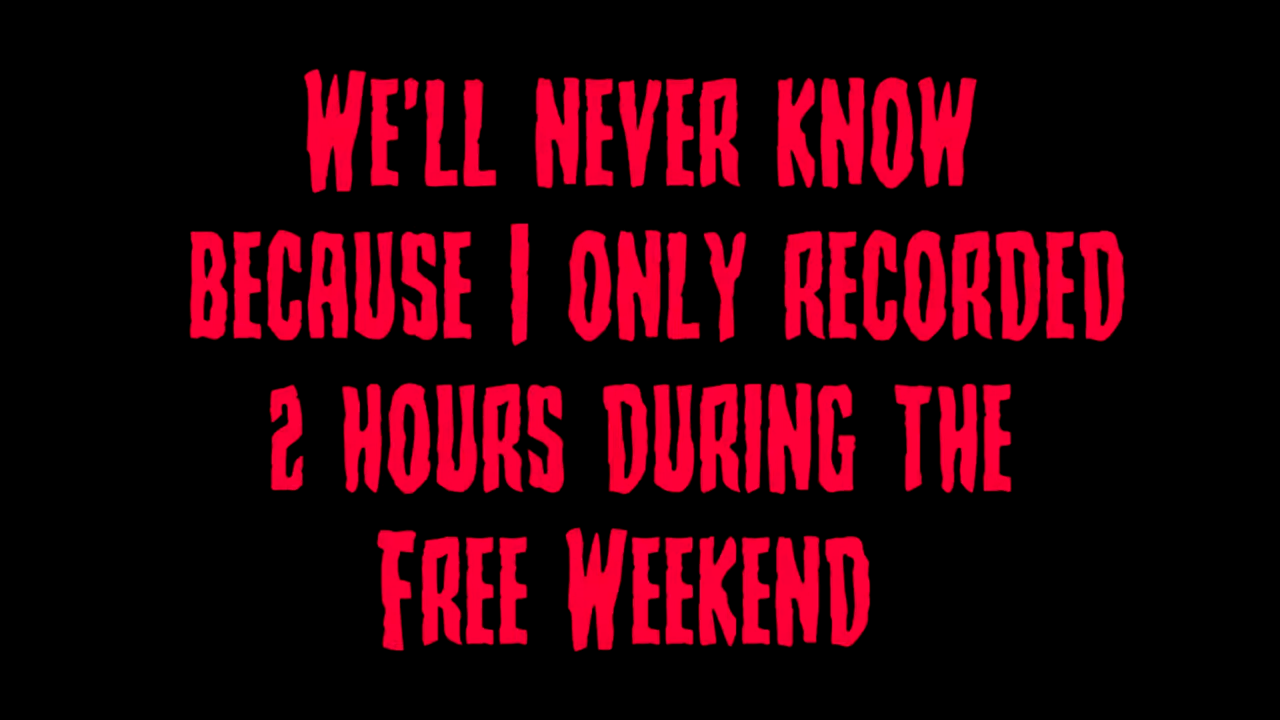 We'll never know
because I only recorded
2 hours during the
Free Weekend